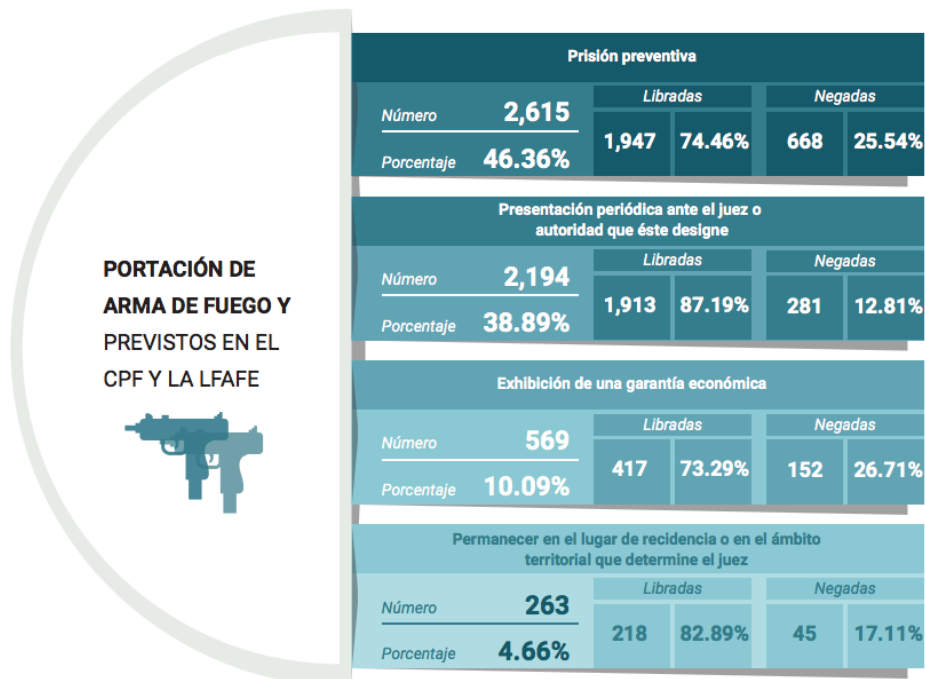 PORTACIÓN DE
ARMA DE FUEGO Y
PREVISTOS EN EL
CPF Y LA LFAFE
Prisión preventiva
Número 2,615
Porcentaje 46.36%
Libradas
1,947 74.46%
Negadas
668 25.54%
Presentación periódica ante el juez o
autoridad que éste designe
Número 2,194
Porcentaje 38.89%
Libradas
1,913 87.19%
Negadas
281 12.81%
Exhibición de una garantía económica
Número 569
Porcentaje 10.09%
Libradas
417 73.29%
Negadas
152 26.71%
Permanecer en el lugar de recidencia o en el ámbito
territorial que determine el juez
Número 263
Porcentaje 4.66%
Libradas
218 82.89%
Negadas
45 17.11%